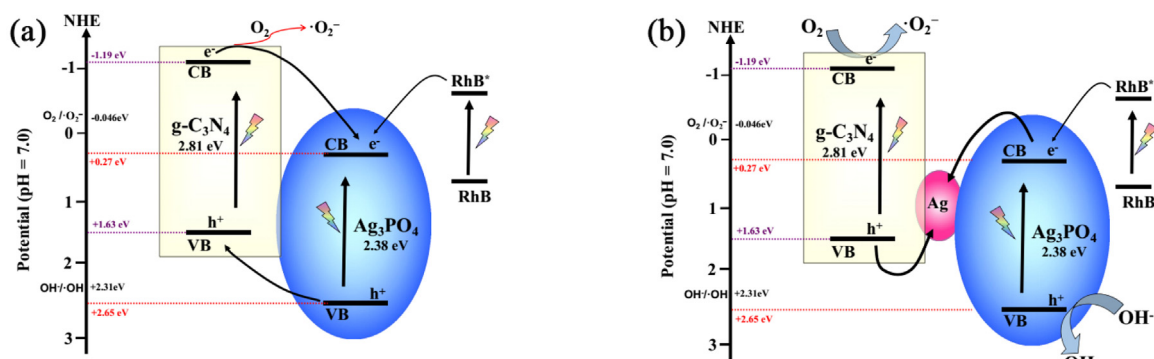 (a)
NHE
O₂
·O₂⁻
-1.19 eV
e⁻
CB
-1
RhB*
O₂ /·O₂⁻
-0.046eV
g-C₃N₄
2.81 eV
0
CB
e⁻
+0.27 eV
RhB
1
h⁺
+1.63 eV
VB
Ag₃PO₄
2.38 eV
2
OH⁻/·OH
+2.31eV
h⁺
+2.65 eV
VB
3
Potential (pH = 7.0)
(b)
NHE
O₂
·O₂⁻
-1.19 eV
e⁻
CB
-1
RhB*
O₂ /·O₂⁻
-0.046eV
g-C₃N₄
2.81 eV
0
CB
e⁻
+0.27 eV
Ag
RhB
1
h⁺
+1.63 eV
VB
Ag₃PO₄
2.38 eV
2
OH⁻/·OH
+2.31eV
h⁺
+2.65 eV
VB
OH⁻
3
Potential (pH = 7.0)